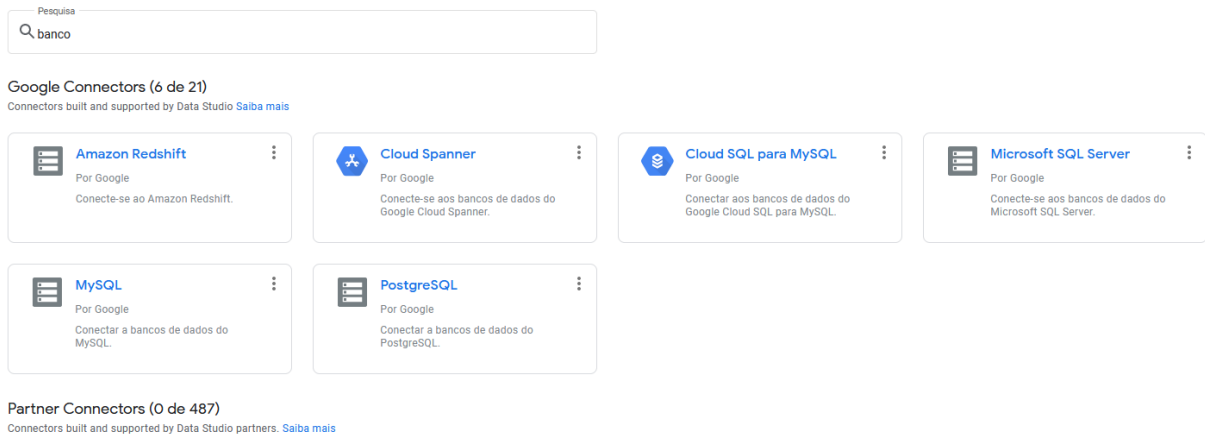 Pesquisa
banco
Google Connectors (6 de 21)
Connectors built and supported by Data Studio Saiba mais
Amazon Redshift
Por Google
Conecte-se ao Amazon Redshift.
Cloud Spanner
Por Google
Conecte-se aos bancos de dados do
Google Cloud Spanner.
Cloud SQL para MySQL
Por Google
Conectar aos bancos de dados do
Google Cloud SQL para MySQL.
Microsoft SQL Server
Por Google
Conecte-se aos bancos de dados do
Microsoft SQL Server.
MySQL
Por Google
Conectar a bancos de dados do
MySQL.
PostgreSQL
Por Google
Conectar a bancos de dados do
PostgreSQL.
Partner Connectors (0 de 487)
Connectors built and supported by Data Studio partners. Saiba mais